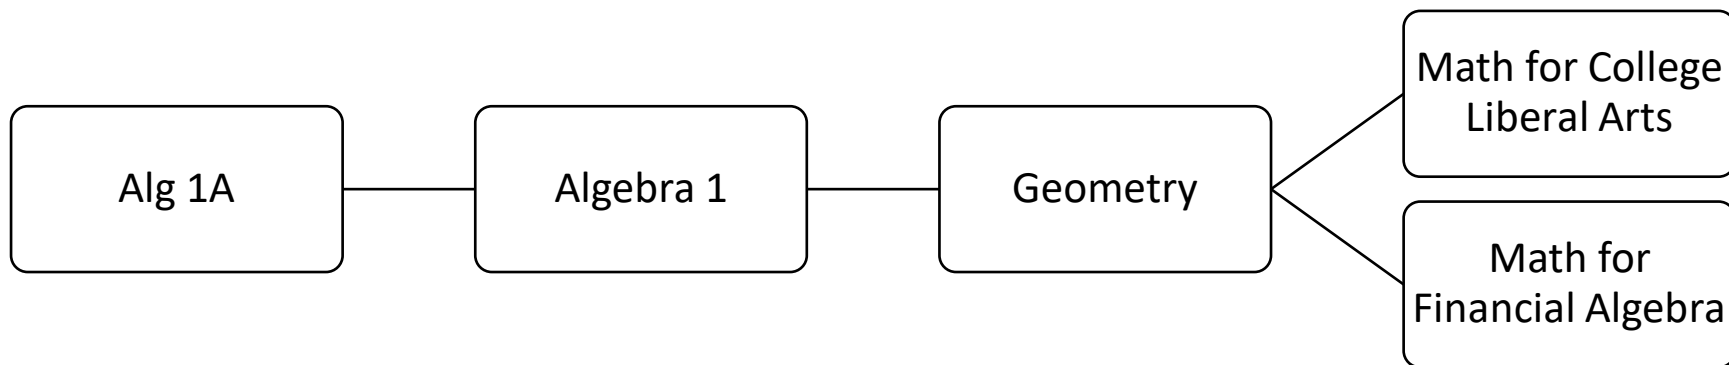 Alg 1A
Algebra 1
Geometry
Math for College
Liberal Arts
Math for
Financial Algebra